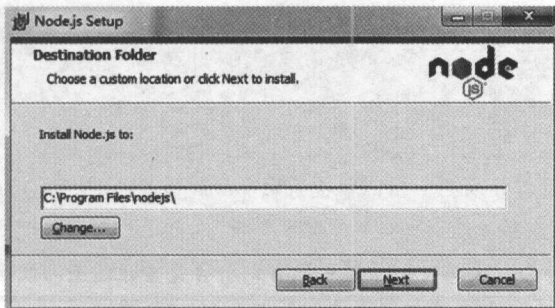 Node.js Setup
Destination Folder
Choose a custom location or click Next to install.
node
JS
Install Node.js to:
C:\Program Files\nodejs\
Change...
Back Next Cancel